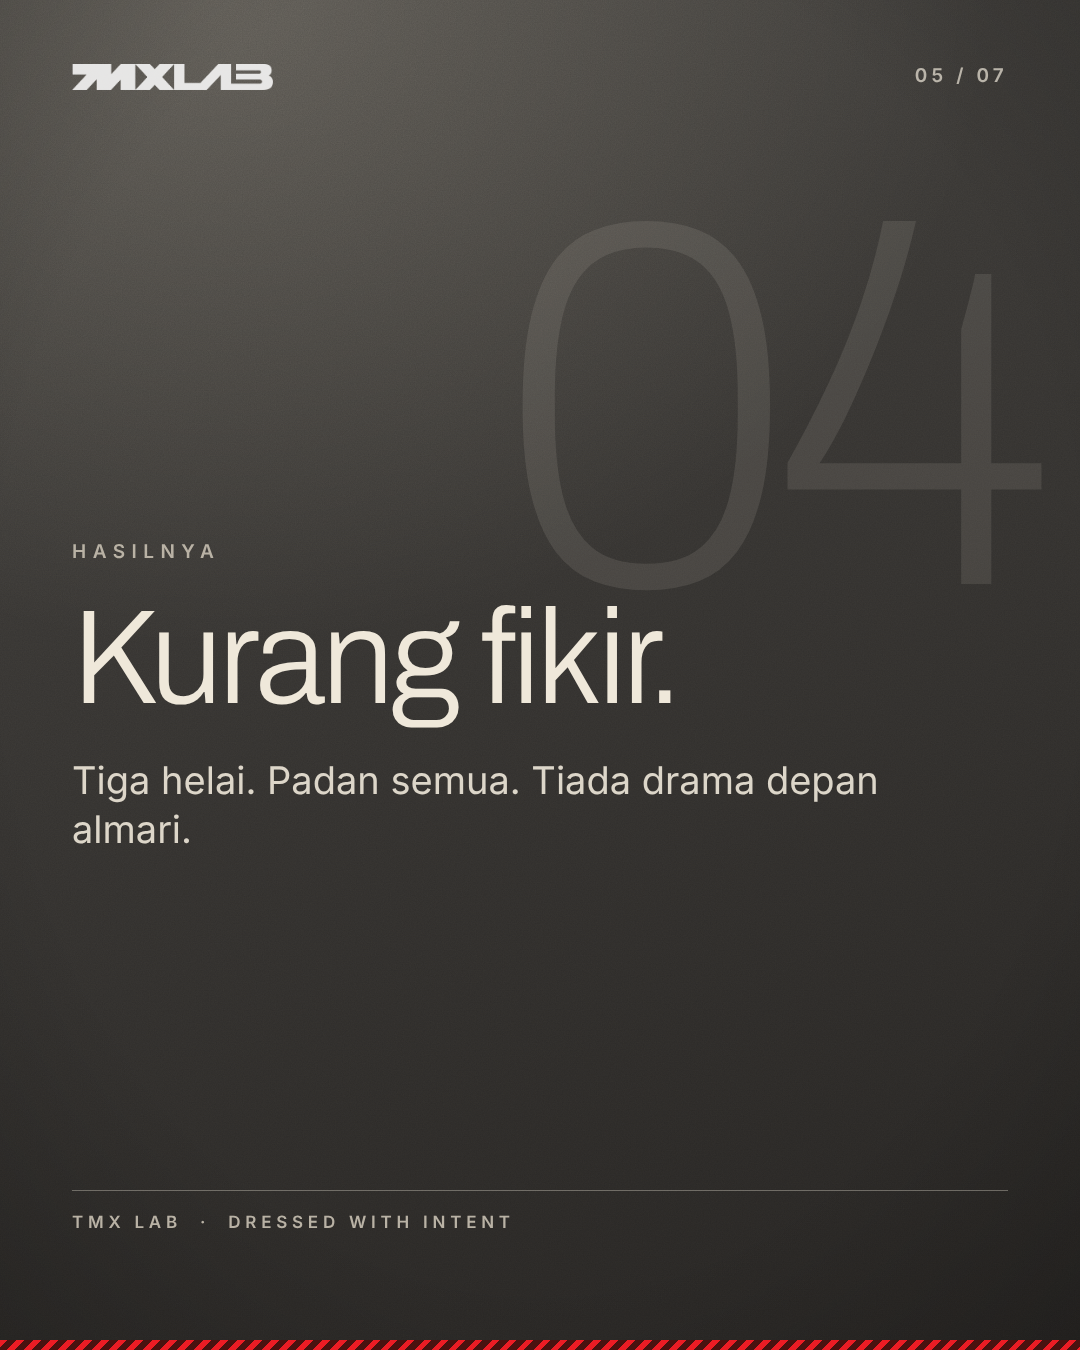 TMXLAB
05 / 07
04
HASILNYA
Kurang fikir.
Tiga helai. Padan semua. Tiada drama depan
almari.
TMX LAB · DRESSED WITH INTENT